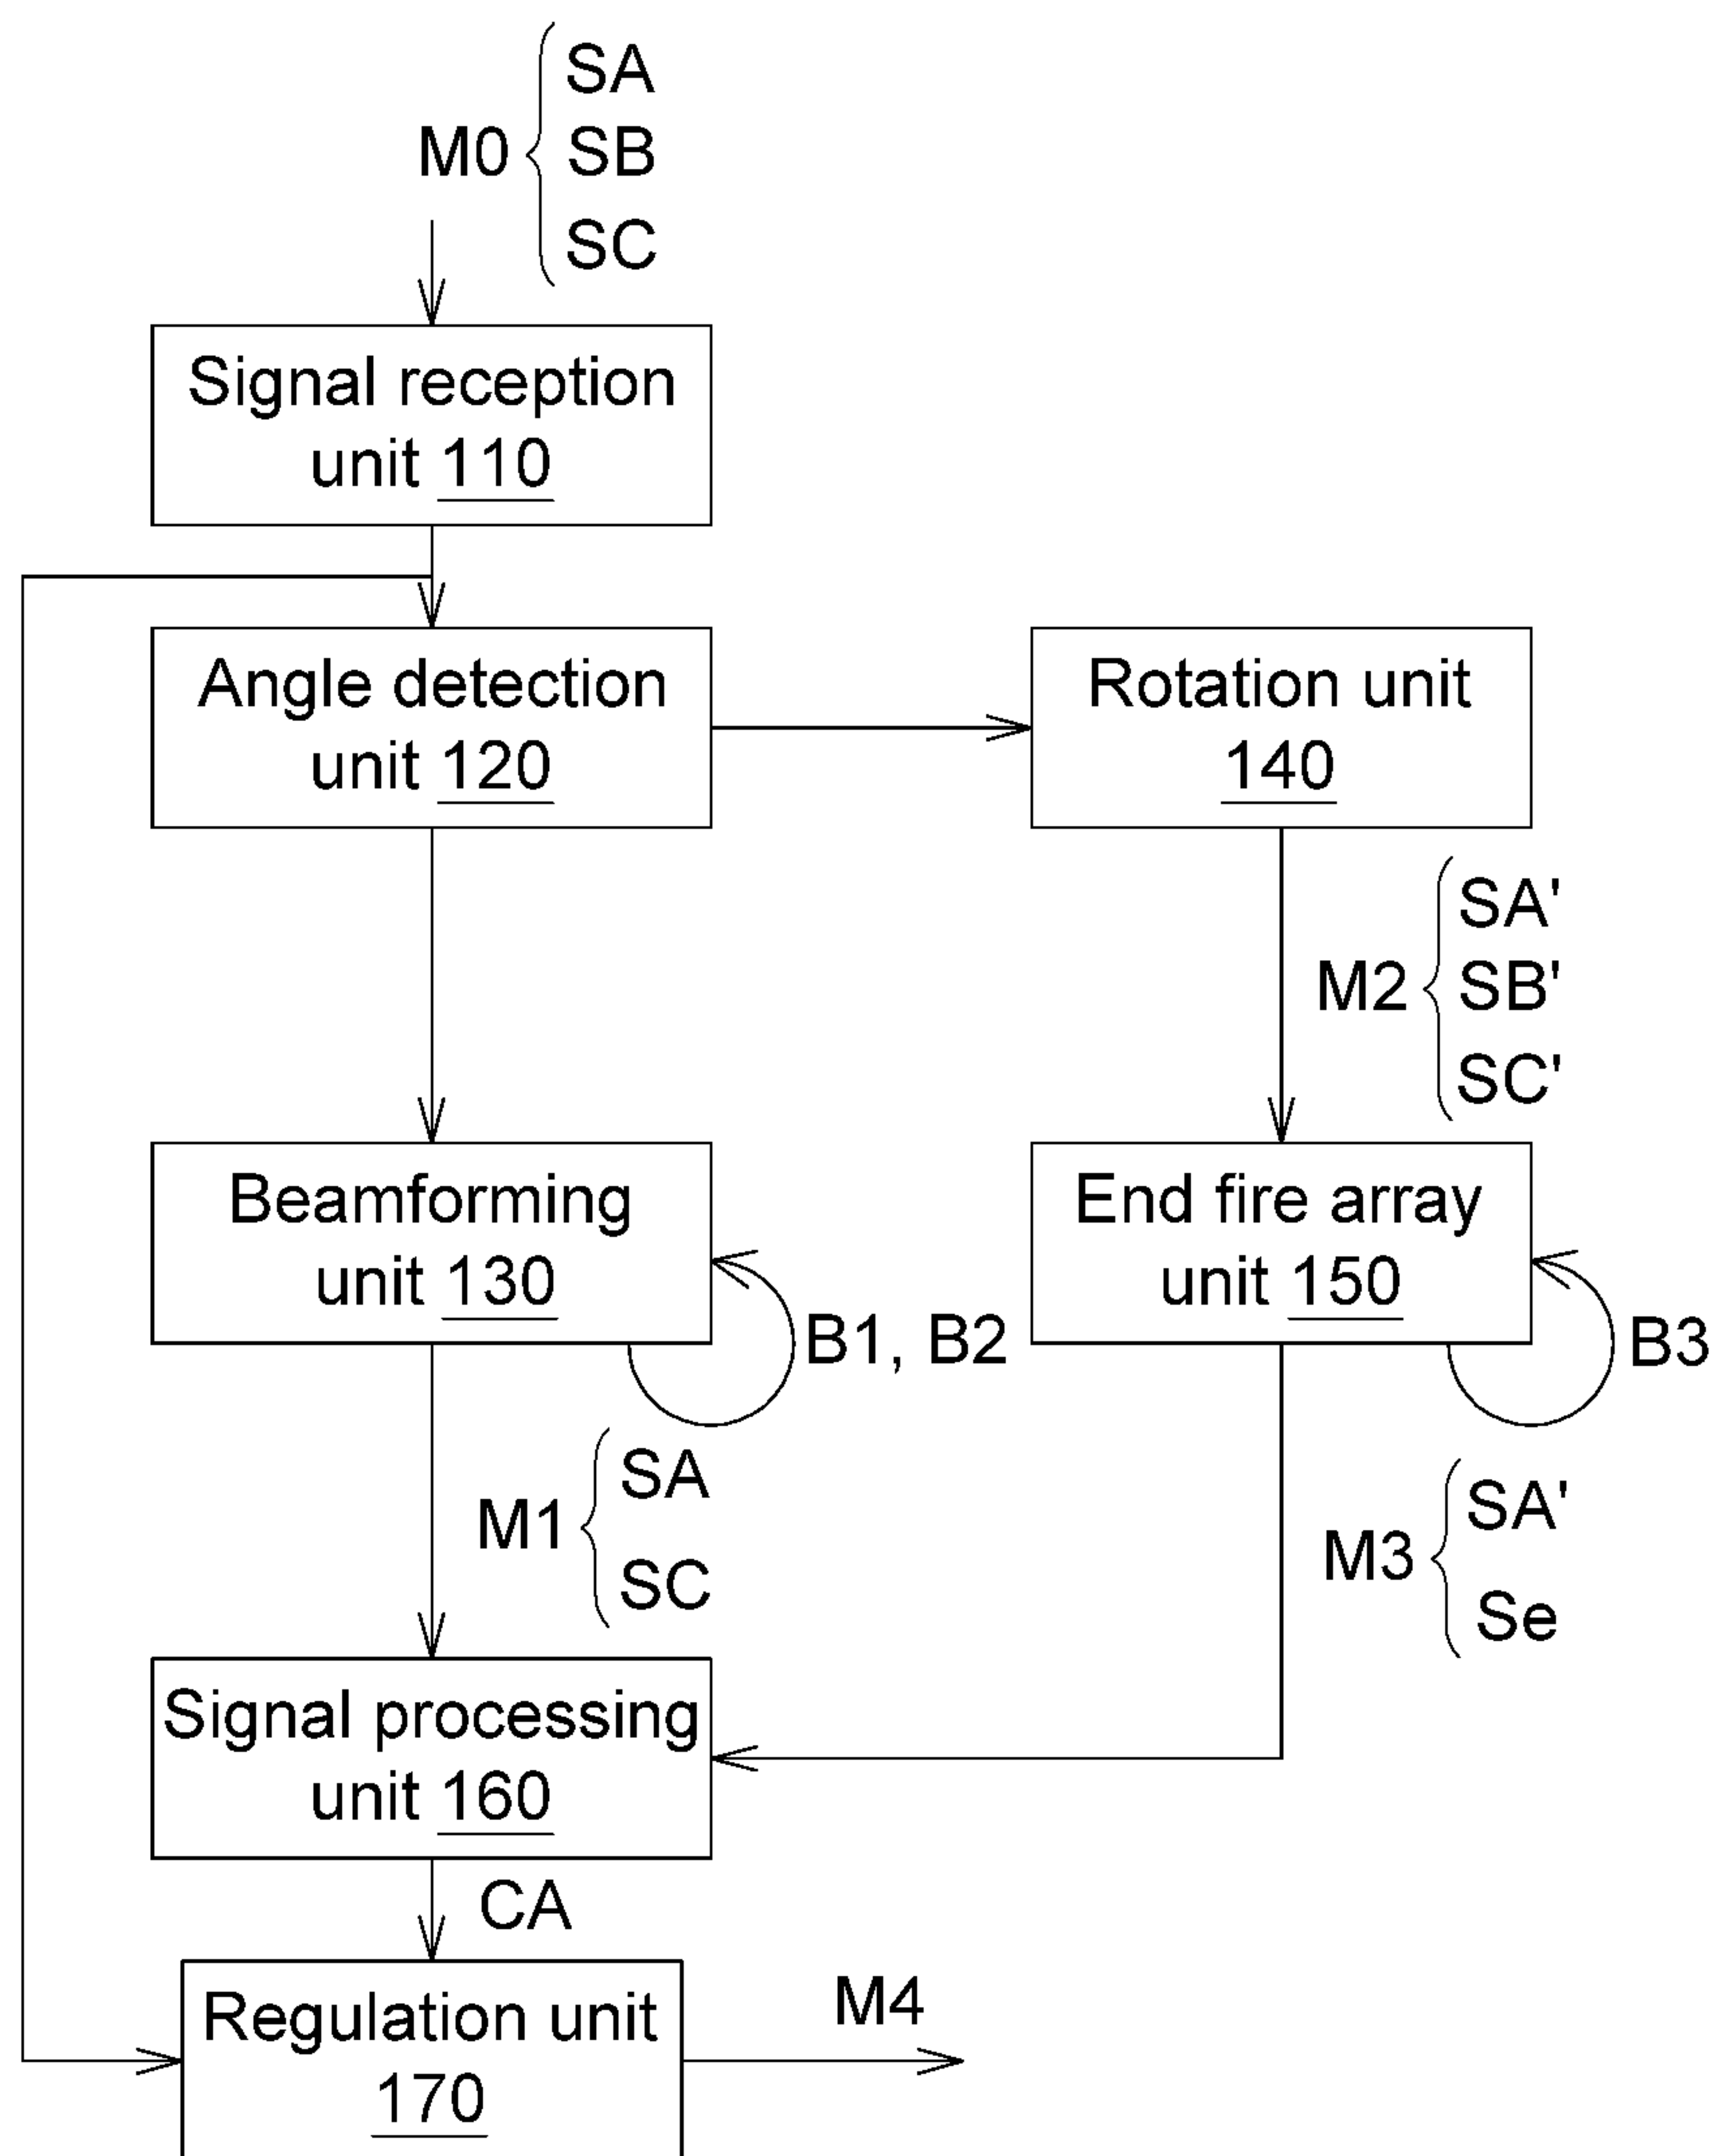 SA
M0
SB
SC
Signal reception
unit 110
Angle detection
unit 120
Rotation unit
140
SA'
M2
SB'
SC'
Beamforming
unit 130
B1, B2
End fire array
unit 150
B3
M1
SA
SC
M3
SA'
Se
Signal processing
unit 160
CA
Regulation unit
170
M4